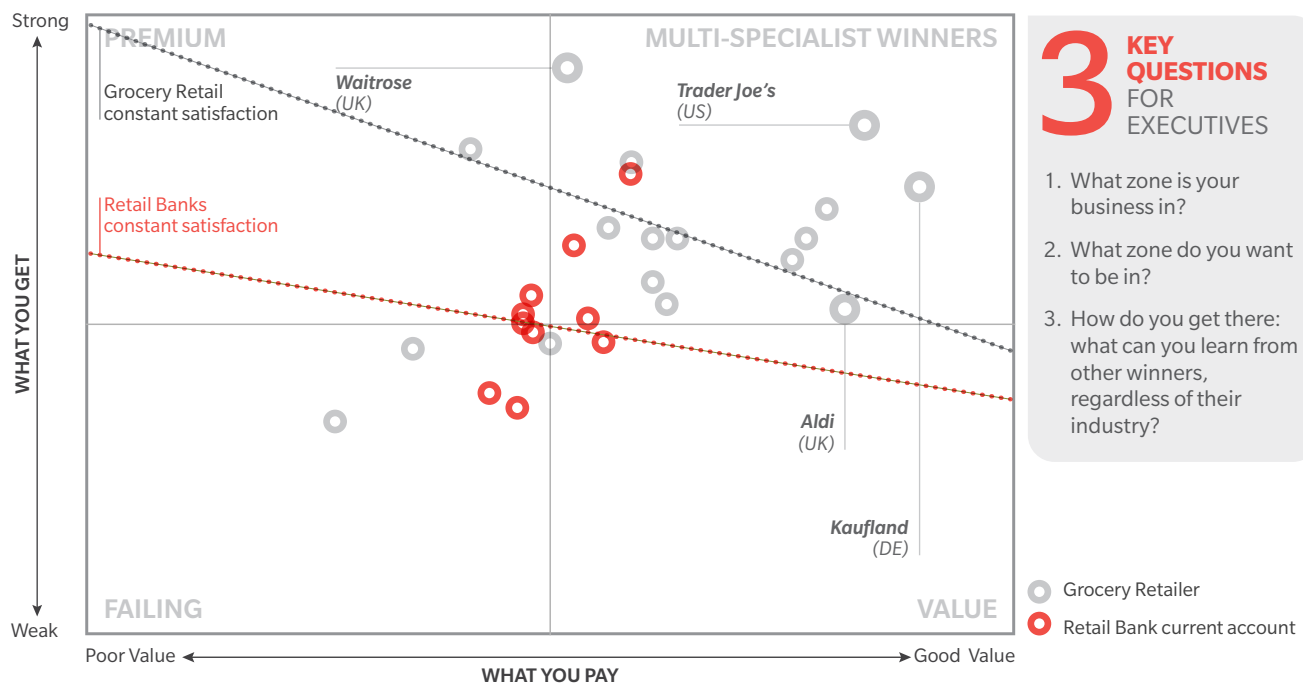 Strong
PREMIUM
MULTI-SPECIALIST WINNERS
Grocery Retail
constant satisfaction
Waitrose
(UK)
Trader Joe's
(US)
Retail Banks
constant satisfaction
WHAT YOU GET
Aldi
(UK)
Kaufland
(DE)
FAILING
VALUE
Weak
Poor Value
Good Value
WHAT YOU PAY
3
KEY
QUESTIONS
FOR
EXECUTIVES
1. What zone is your
business in?
2. What zone do you want
to be in?
3. How do you get there:
what can you learn from
other winners,
regardless of their
industry?
Grocery Retailer
Retail Bank current account